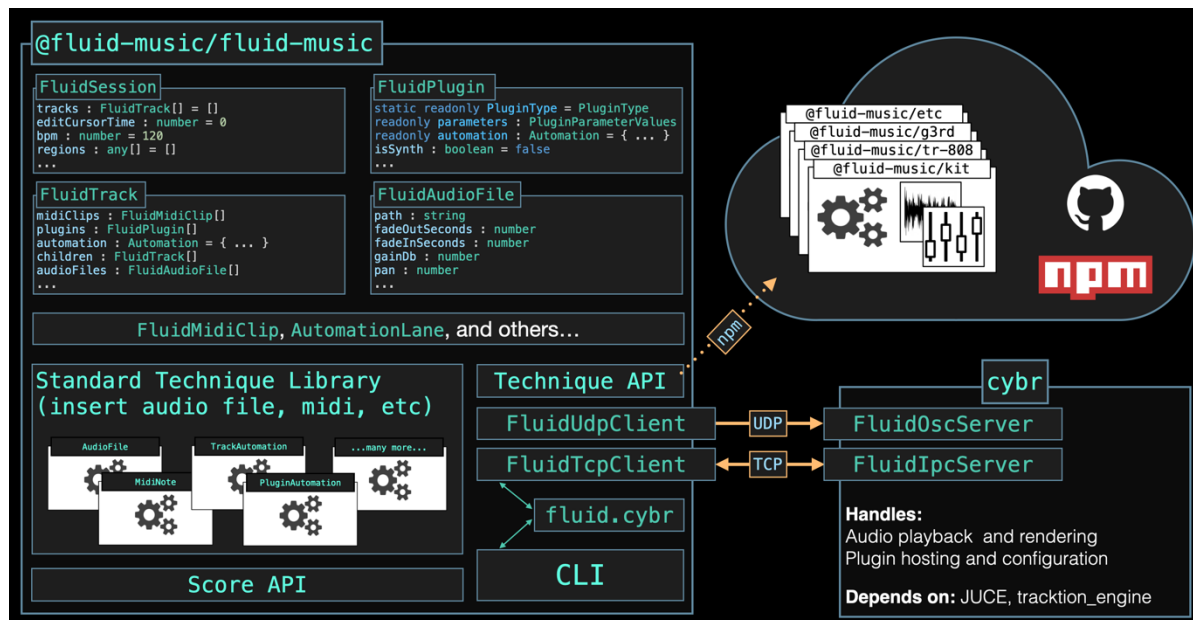 @fluid-music/fluid-music
FluidSession
tracks : FluidTrack[] = []
editCursorTime : number = 0
bpm : number = 120
regions : any[] = []
...
FluidPlugin
static readonly PluginType = PluginType
readonly parameters : PluginParameterValues
readonly automation : Automation = { ... }
isSynth : boolean = false
...
FluidTrack
midiClips : FluidMidiClip[]
plugins : FluidPlugin[]
automation : Automation = { ... }
children : FluidTrack[]
audioFiles : FluidAudioFile[]
...
FluidAudioFile
path : string
fadeOutSeconds : number
fadeInSeconds : number
gainDb : number
pan : number
...
FluidMidiClip, AutomationLane, and others...
Standard Technique Library
(insert audio file, midi, etc)
AudioFile
TrackAutomation
...many more...
MidiNote
PluginAutomation
Score API
Technique API
FluidUdpClient
FluidTcpClient
fluid.cybr
CLI
npm
UDP
TCP
@fluid-music/etc
@fluid-music/g3rd
@fluid-music/tr-808
@fluid-music/kit
npm
cybr
FluidOscServer
FluidIpcServer
Handles:
Audio playback and rendering
Plugin hosting and configuration
Depends on: JUCE, tracktion_engine